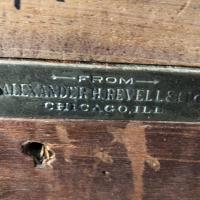 FROM
ALEXANDER H. REVELL & CO
CHICAGO, ILL